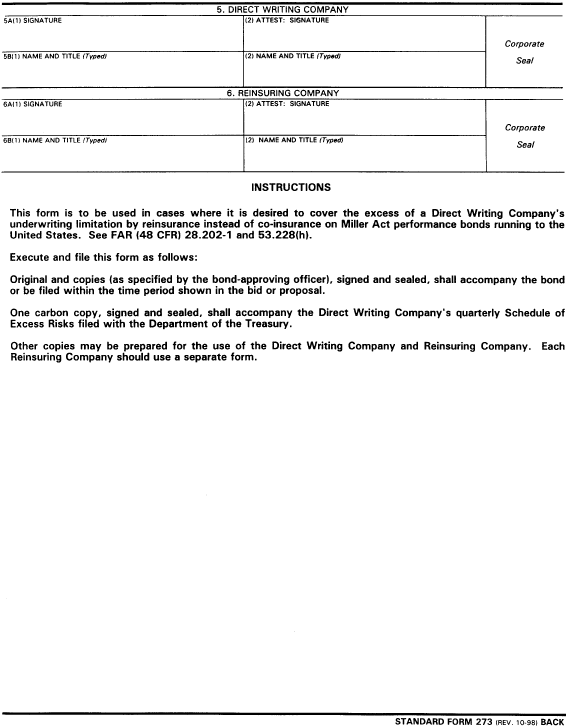 5. DIRECT WRITING COMPANY
5A(1) SIGNATURE
(2) ATTEST: SIGNATURE
Corporate
Seal
5B(1) NAME AND TITLE (Typed)
(2) NAME AND TITLE (Typed)
6. REINSURING COMPANY
6A(1) SIGNATURE
(2) ATTEST: SIGNATURE
Corporate
Seal
6B(1) NAME AND TITLE (Typed)
(2) NAME AND TITLE (Typed)
INSTRUCTIONS
This form is to be used in cases where it is desired to cover the excess of a Direct Writing Company's
underwriting limitation by reinsurance instead of co-insurance on Miller Act performance bonds running to the
United States. See FAR (48 CFR) 28.202-1 and 53.228(h).
Execute and file this form as follows:
Original and copies (as specified by the bond-approving officer), signed and sealed, shall accompany the bond
or be filed within the time period shown in the bid or proposal.
One carbon copy, signed and sealed, shall accompany the Direct Writing Company's quarterly Schedule of
Excess Risks filed with the Department of the Treasury.
Other copies may be prepared for the use of the Direct Writing Company and Reinsuring Company. Each
Reinsuring Company should use a separate form.
STANDARD FORM 273 (REV. 10-98) BACK